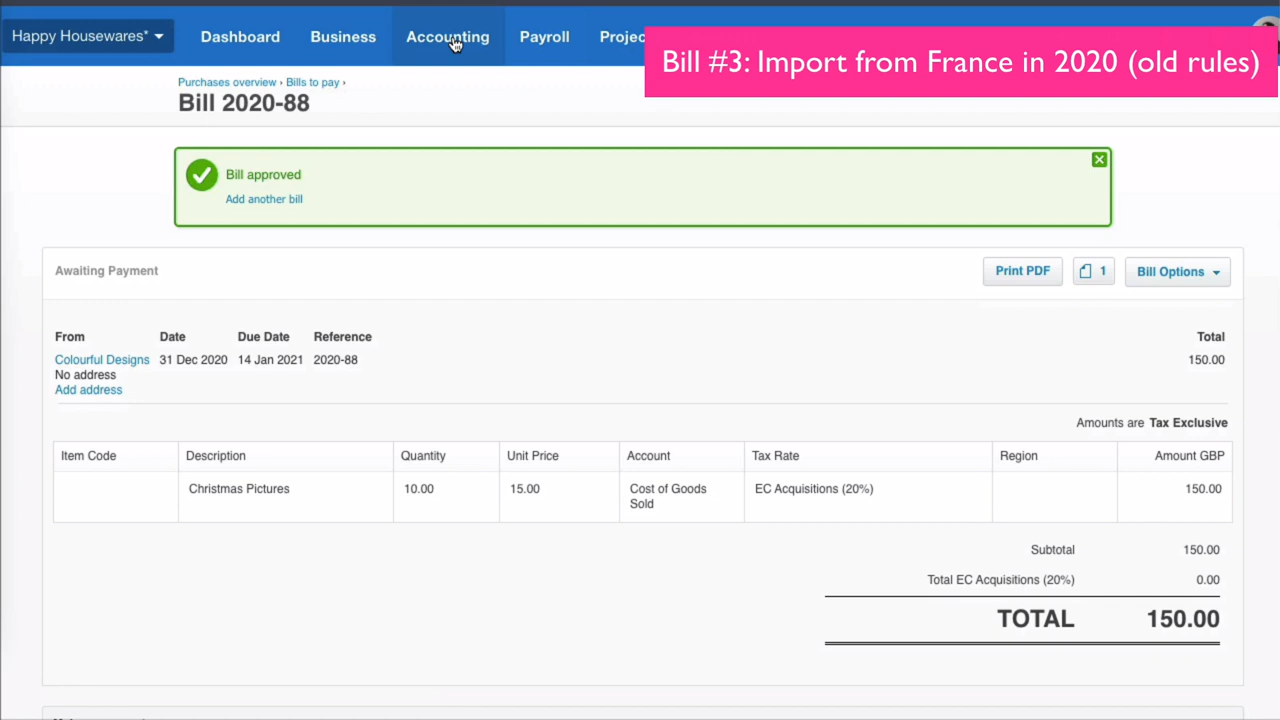 Happy Housewares*
Dashboard
Business
Accounting
Payroll
Bill #3: Import from France in 2020 (old rules)
Purchases overview › Bills to pay ›
Bill 2020-88
Bill approved
Add another bill
Awaiting Payment
Print PDF
1
Bill Options
From Date Due Date Reference Total
Colourful Designs 31 Dec 2020 14 Jan 2021 2020-88 150.00
No address
Add address
Amounts are Tax Exclusive
Item Code Description Quantity Unit Price Account Tax Rate Region Amount GBP
Christmas Pictures 10.00 15.00 Cost of Goods EC Acquisitions (20%) 150.00
Sold
Subtotal 150.00
Total EC Acquisitions (20%) 0.00
TOTAL 150.00